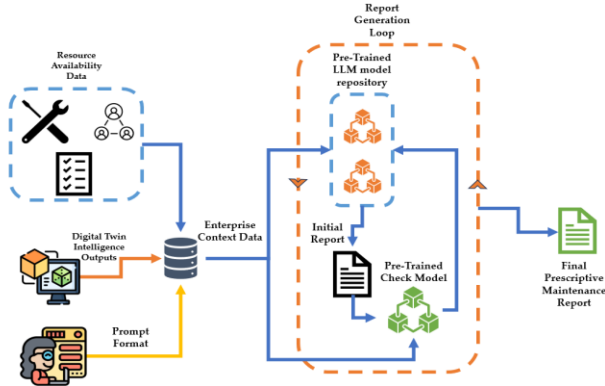 Report
Generation
Loop
Resource
Availability
Data
Pre-Trained
LLM model
repository
Digital Twin
Intelligence
Outputs
Enterprise
Context Data
Initial
Report
Pre-Trained
Check Model
Final
Prescriptive
Maintenance
Report
Prompt
Format